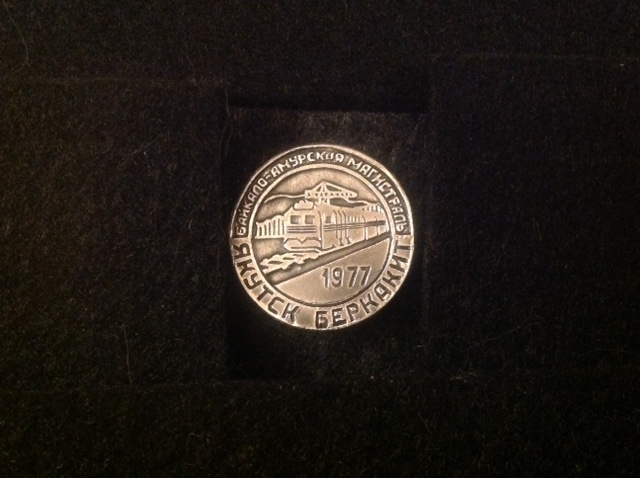 БАЙКАЛО-АМУРСКАЯ МАГИСТРАЛЬ
1977
ЯКУТСК БЕРКАКИТ